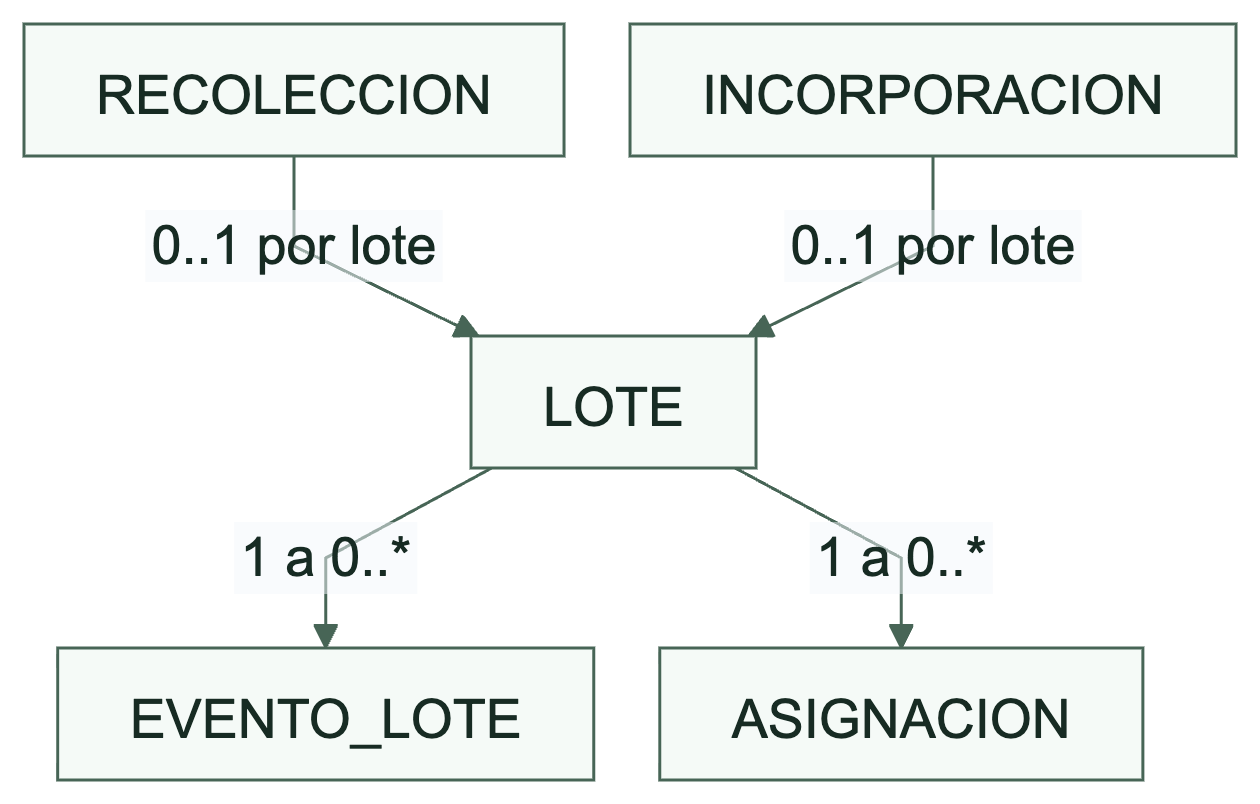 RECOLECCION
INCORPORACION
0..1 por lote
0..1 por lote
LOTE
1 a 0..*
1 a 0..*
EVENTO_LOTE
ASIGNACION